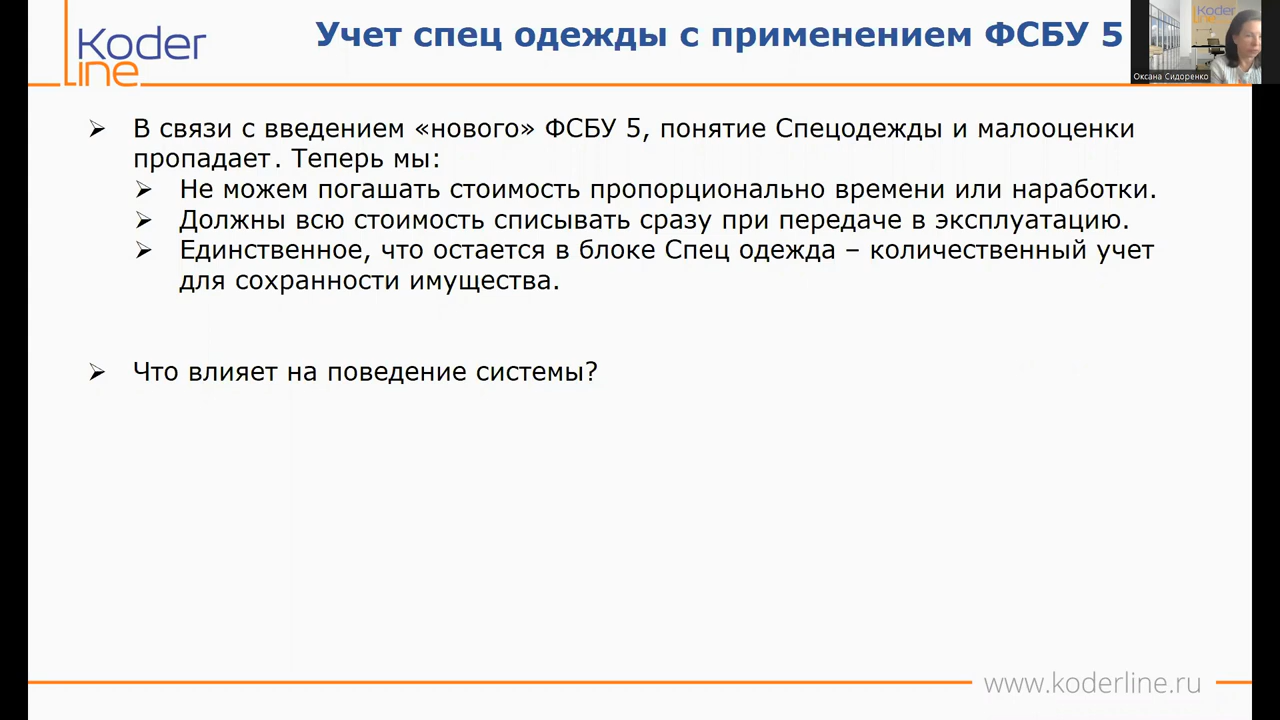 Koder
line
Учет спец одежды с применением ФСБУ 5
Koder
line
Оксана Сидоренко
В связи с введением «нового» ФСБУ 5, понятие Спецодежды и малооценки
пропадает. Теперь мы:
Не можем погашать стоимость пропорционально времени или наработки.
Должны всю стоимость списывать сразу при передаче в эксплуатацию.
Единственное, что остается в блоке Спец одежда – количественный учет
для сохранности имущества.
Что влияет на поведение системы?
www.koderline.ru